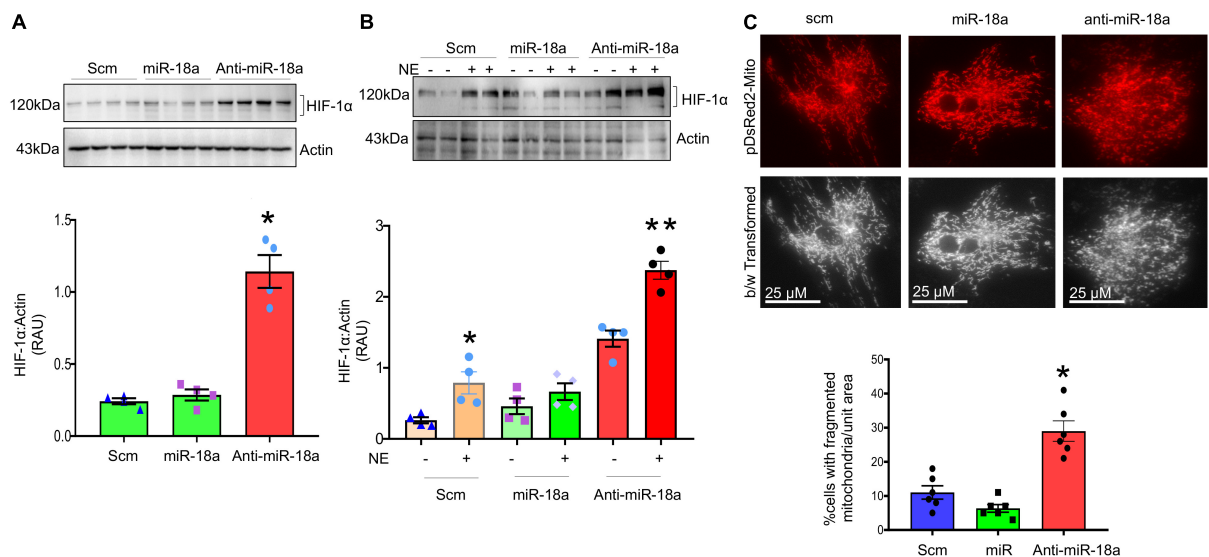 A
Scm miR-18a Anti-miR-18a
120kDa
HIF-1α
43kDa
Actin
1.5
1.0
0.5
0.0
HIF-1α:Actin
(RAU)
*
Scm miR-18a Anti-miR-18a
B
Scm miR-18a Anti-miR-18a
NE - - + + - - + + - - + +
120kDa
HIF-1α
43kDa
Actin
3
2
1
0
HIF-1α:Actin
(RAU)
*
**
NE - + - + - +
Scm miR-18a Anti-miR-18a
C
scm miR-18a anti-miR-18a
pDsRed2-Mito
b/w Transformed
25 µM 25 µM 25 µM
50
40
30
20
10
0
%cells with fragmented
mitochondria/unit area
*
Scm miR Anti-miR-18a